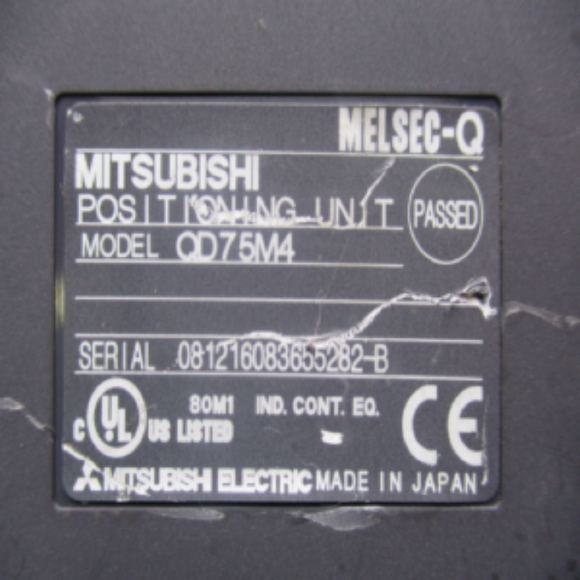 MELSEC-Q
MITSUBISHI
POSITIONING UNIT
PASSED
MODEL QD75M4
SERIAL 081216083655282-B
80M1 IND. CONT. EQ.
C UL US LISTED
CE
MITSUBISHI ELECTRIC MADE IN JAPAN